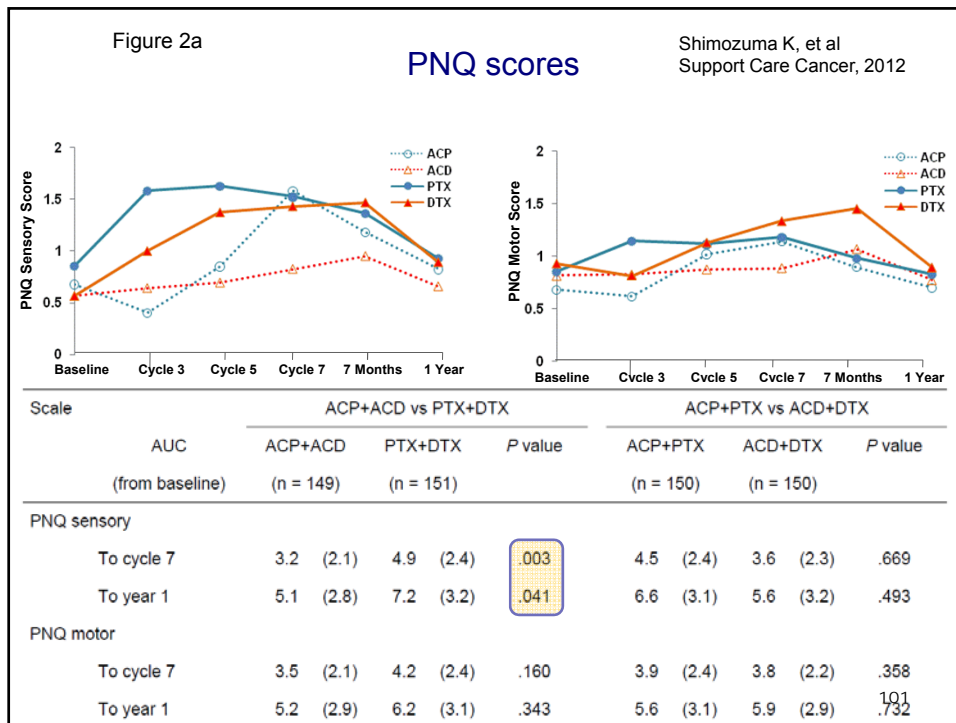 Figure 2a
PNQ scores
Shimozuma K, et al
Support Care Cancer, 2012
2
1.5
1
0.5
0
PNQ Sensory Score
ACP
ACD
PTX
DTX
Baseline Cycle 3 Cycle 5 Cycle 7 7 Months 1 Year
2
1.5
1
0.5
0
PNQ Motor Score
ACP
ACD
PTX
DTX
Baseline Cycle 3 Cycle 5 Cycle 7 7 Months 1 Year
Scale ACP+ACD vs PTX+DTX ACP+PTX vs ACD+DTX
AUC ACP+ACD PTX+DTX P value ACP+PTX ACD+DTX P value
(from baseline) (n = 149) (n = 151) (n = 150) (n = 150)
PNQ sensory
To cycle 7 3.2 (2.1) 4.9 (2.4) .003 4.5 (2.4) 3.6 (2.3) .669
To year 1 5.1 (2.8) 7.2 (3.2) .041 6.6 (3.1) 5.6 (3.2) .493
PNQ motor
To cycle 7 3.5 (2.1) 4.2 (2.4) .160 3.9 (2.4) 3.8 (2.2) .358
To year 1 5.2 (2.9) 6.2 (3.1) .343 5.6 (3.1) 5.9 (2.9) .732
101